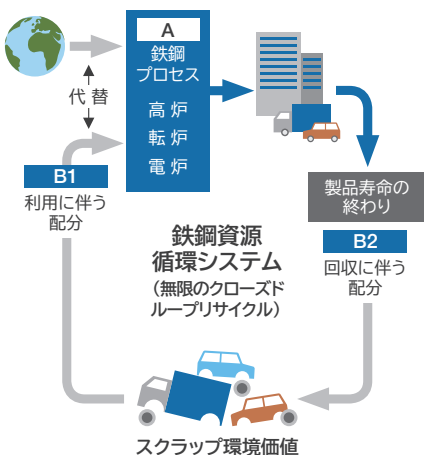 A
鉄鋼
プロセス
高 炉
転 炉
電 炉
代 替
B1
利用に伴う
配分
製品寿命の
終わり
B2
回収に伴う
配分
鉄鋼資源
循環システム
(無限のクローズド
ループリサイクル)
スクラップ環境価値